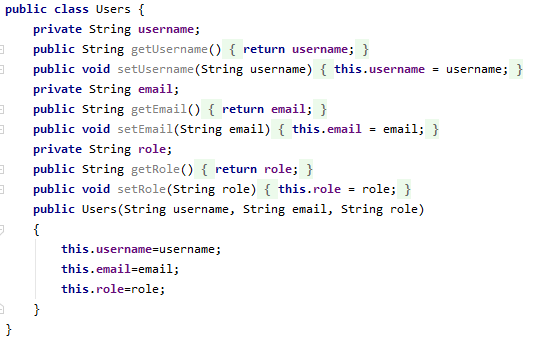 public class Users {
private String username;
public String getUsername() { return username; }
public void setUsername(String username) { this.username = username; }
private String email;
public String getEmail() { return email; }
public void setEmail(String email) { this.email = email; }
private String role;
public String getRole() { return role; }
public void setRole(String role) { this.role = role; }
public Users(String username, String email, String role)
{
this.username=username;
this.email=email;
this.role=role;
}
}